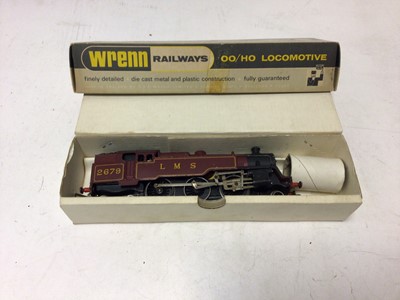 Wrenn RAILWAYS OO/HO LOCOMOTIVE
finely detailed die cast metal and plastic construction fully guaranteed
2679 L M S